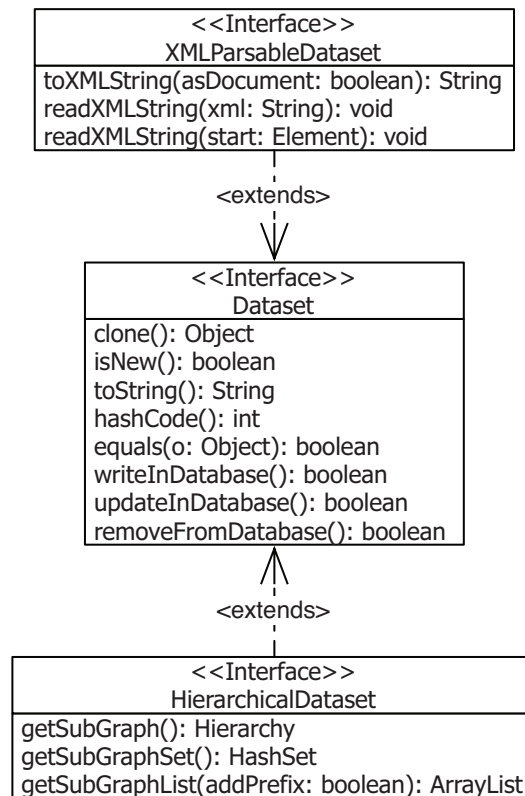 <<Interface>>
XMLParsableDataset
toXMLString(asDocument: boolean): String
readXMLString(xml: String): void
readXMLString(start: Element): void
<extends>
<<Interface>>
Dataset
clone(): Object
isNew(): boolean
toString(): String
hashCode(): int
equals(o: Object): boolean
writeInDatabase(): boolean
updateInDatabase(): boolean
removeFromDatabase(): boolean
<extends>
<<Interface>>
HierarchicalDataset
getSubGraph(): Hierarchy
getSubGraphSet(): HashSet
getSubGraphList(addPrefix: boolean): ArrayList